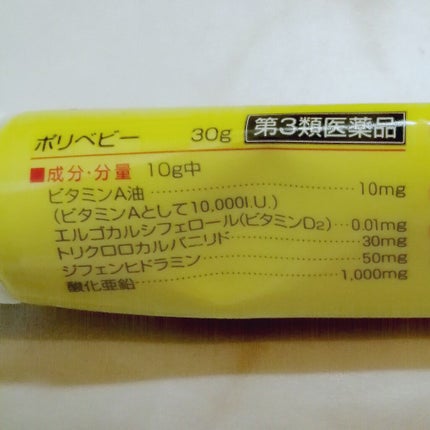 ポリベビー 30g 第3類医薬品
■成分・分量 10g中
ビタミンA油 10mg
(ビタミンAとして10,000I.U.)
エルゴカルシフェロール(ビタミンD2) 0.01mg
トリクロロカルバニリド 30mg
ジフェンヒドラミン 50mg
酸化亜鉛 1,000mg